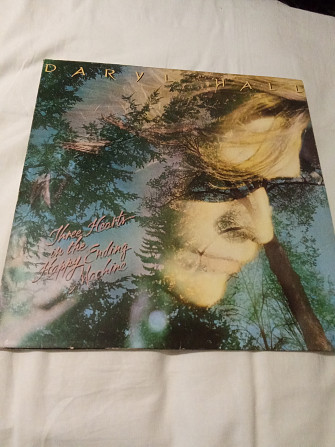 DARYL HALL
Three Hearts
in the
Happy Ending
Machine